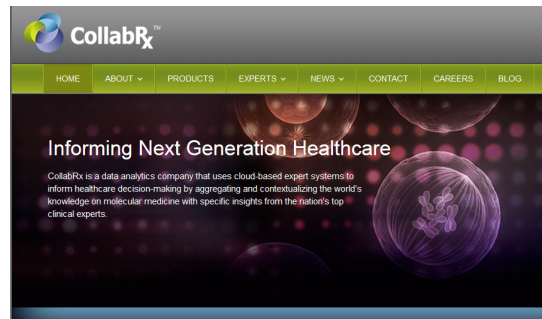 CollabRx™
HOME ABOUT PRODUCTS EXPERTS NEWS CONTACT CAREERS BLOG
Informing Next Generation Healthcare
CollabRx is a data analytics company that uses cloud-based expert systems to
inform healthcare decision-making by aggregating and contextualizing the world's
knowledge on molecular medicine with specific insights from the nation's top
clinical experts.